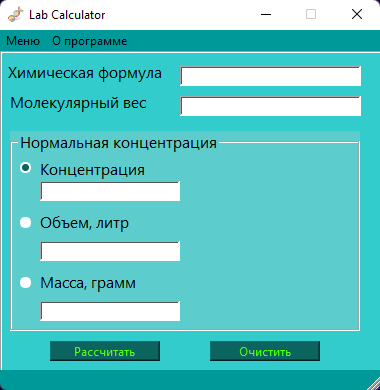 Lab Calculator
Меню О программе
Химическая формула
Молекулярный вес
Нормальная концентрация
Концентрация
Объем, литр
Масса, грамм
Рассчитать Очистить